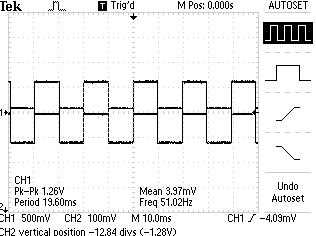 Tek T Trig'd M Pos: 0.000s AUTOSET
1
CH1
Pk-Pk 1.26V Mean 3.97mV
Period 19.60ms Freq 51.02Hz
Undo
Autoset
2
CH1 500mV CH2 100mV M 10.0ms CH1 -4.09mV
CH2 vertical position -12.84 divs (-1.28V)